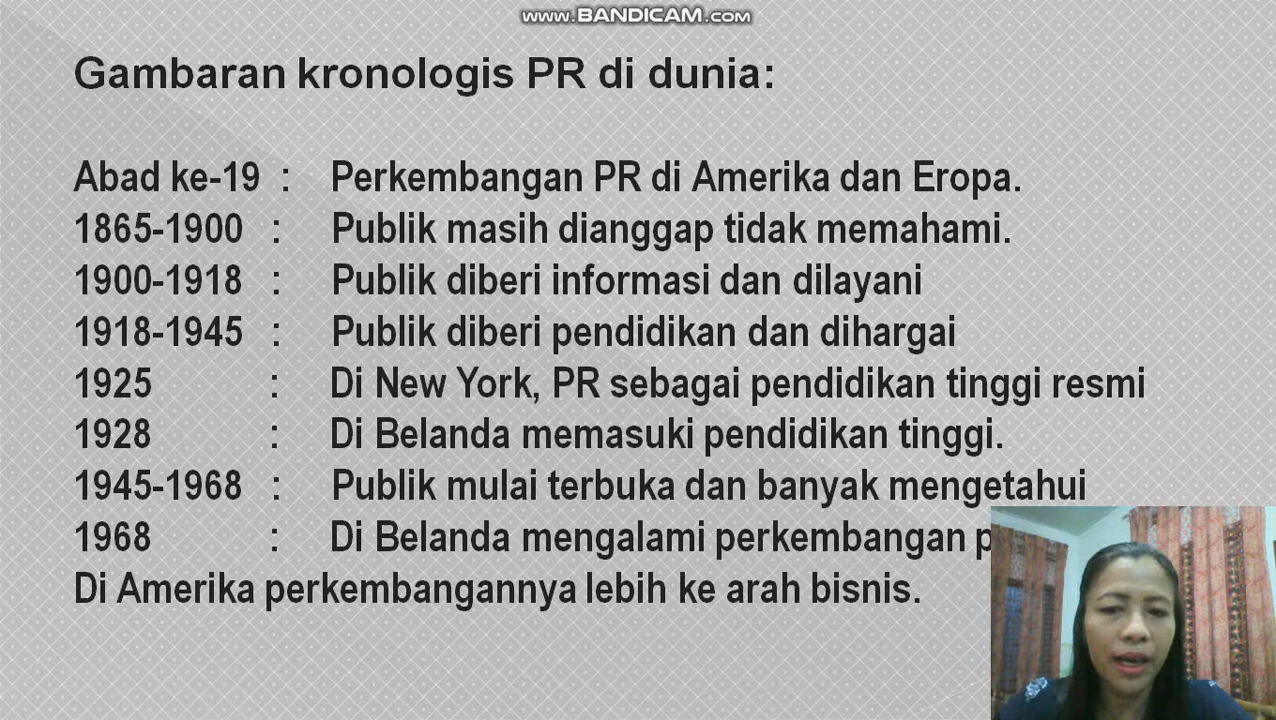 www.BANDICAM.com
Gambaran kronologis PR di dunia:
Abad ke-19 : Perkembangan PR di Amerika dan Eropa.
1865-1900 : Publik masih dianggap tidak memahami.
1900-1918 : Publik diberi informasi dan dilayani
1918-1945 : Publik diberi pendidikan dan dihargai
1925 : Di New York, PR sebagai pendidikan tinggi resmi
1928 : Di Belanda memasuki pendidikan tinggi.
1945-1968 : Publik mulai terbuka dan banyak mengetahui
1968 : Di Belanda mengalami perkembangan
Di Amerika perkembangannya lebih ke arah bisnis.